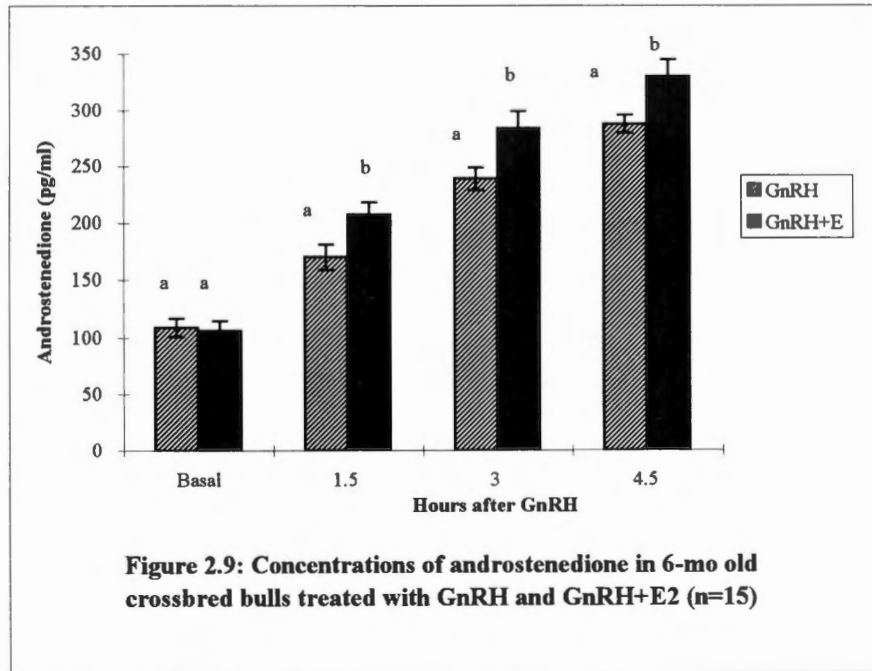 350
300
250
200
150
100
50
0
Androstenedione (pg/ml)
a a
a b
a b
a b
Basal 1.5 3 4.5
Hours after GnRH
GnRH
GnRH+E
Figure 2.9: Concentrations of androstenedione in 6-mo old
crossbred bulls treated with GnRH and GnRH+E2 (n=15)